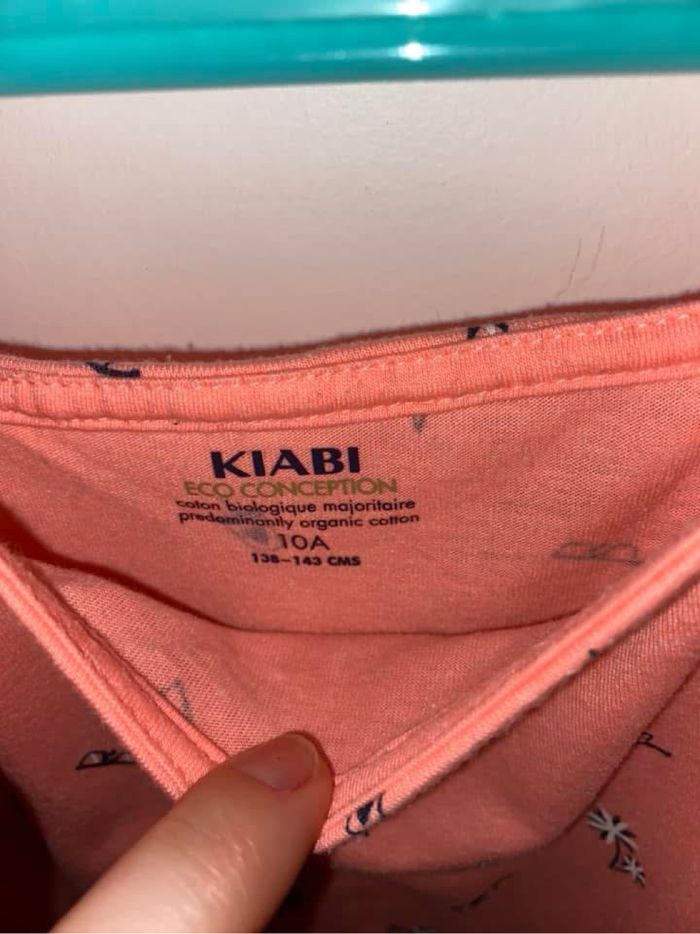 KIABI
ECO CONCEPTION
coton biologique majoritaire
predominantly organic cotton
10A
138-143 CMS